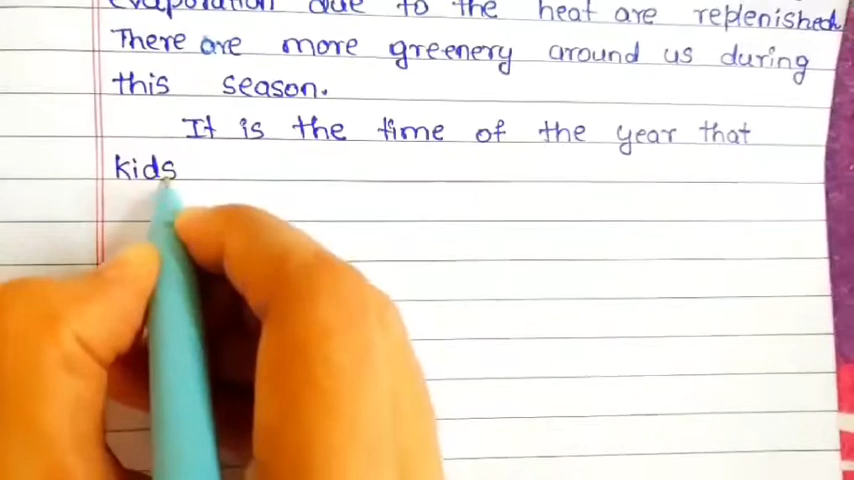 evaporation due to the heat are replenished.
There are more greenery around us during
this season.
It is the time of the year that
kids